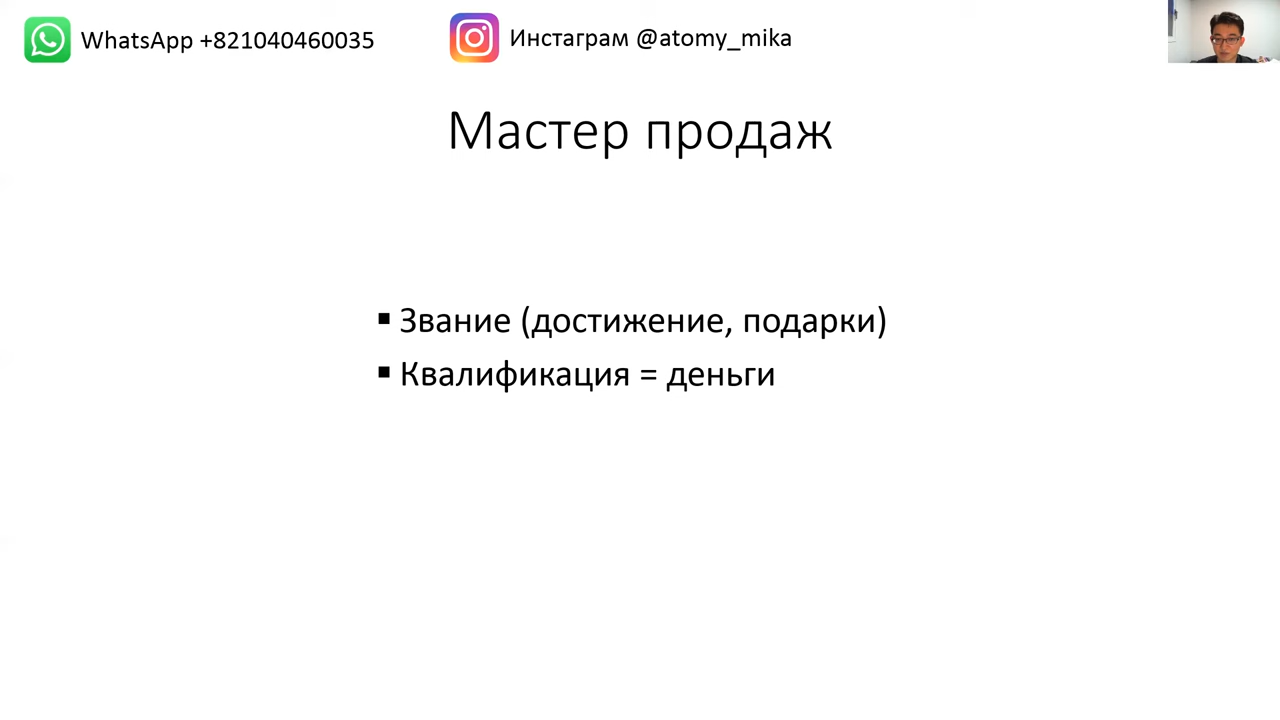 WhatsApp +821040460035
Инстаграм @atomy_mika
Мастер продаж
▪ Звание (достижение, подарки)
▪ Квалификация = деньги